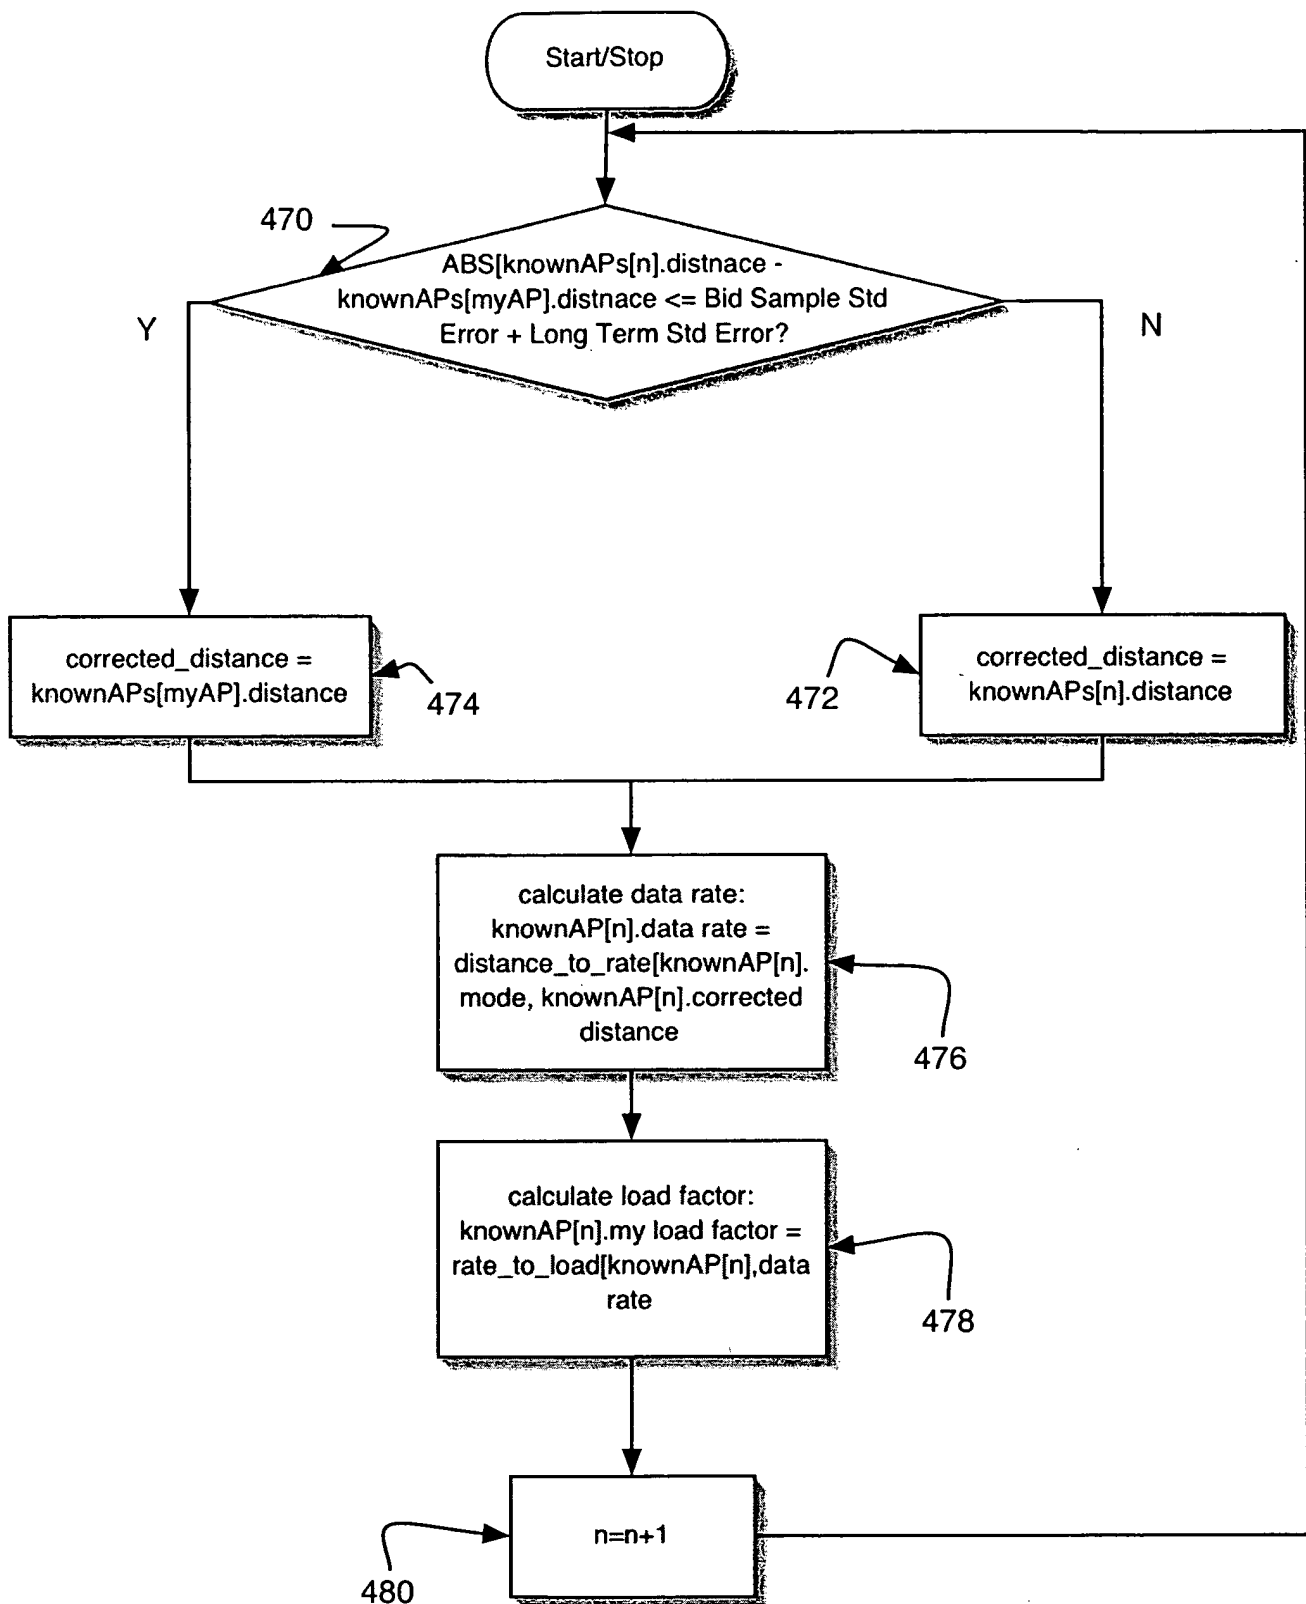 Start/Stop
470
ABS[knownAPs[n].distnace -
knownAPs[myAP].distnace <= Bid Sample Std
Error + Long Term Std Error?
Y
N
corrected_distance =
knownAPs[myAP].distance
474
472
corrected_distance =
knownAPs[n].distance
calculate data rate:
knownAP[n].data rate =
distance_to_rate[knownAP[n].
mode, knownAP[n].corrected
distance
476
calculate load factor:
knownAP[n].my load factor =
rate_to_load[knownAP[n],data
rate
478
n=n+1
480